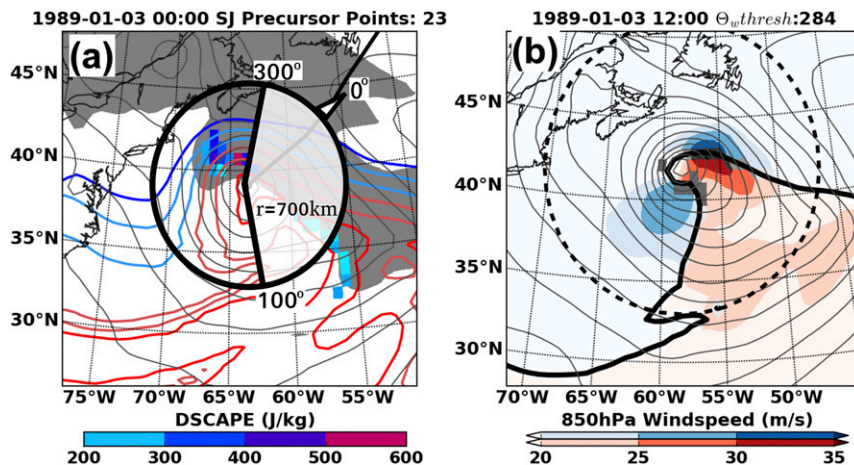 1989-01-03 00:00 SJ Precursor Points: 23
(a)
300°
0°
r=700km
100°
45°N
40°N
35°N
30°N
75°W 70°W 65°W 60°W 55°W
DSCAPE (J/kg)
200 300 400 500 600
1989-01-03 12:00 Θ_wthresh:284
(b)
45°N
40°N
35°N
30°N
65°W 60°W 55°W 50°W
850hPa Windspeed (m/s)
20 25 30 35